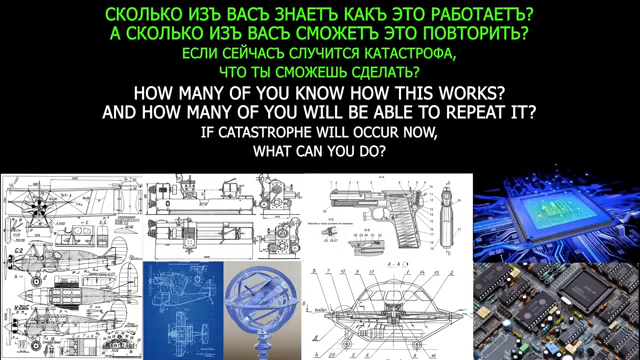 СКОЛЬКО ИЗЪ ВАСЪ ЗНАЕТЪ КАКЪ ЭТО РАБОТАЕТЪ?
А СКОЛЬКО ИЗЪ ВАСЪ СМОЖЕТЪ ЭТО ПОВТОРИТЬ?
ЕСЛИ СЕЙЧАСЪ СЛУЧИТСЯ КАТАСТРОФА,
ЧТО ТЫ СМОЖЕШЬ СДЕЛАТЬ?
HOW MANY OF YOU KNOW HOW THIS WORKS?
AND HOW MANY OF YOU WILL BE ABLE TO REPEAT IT?
IF CATASTROPHE WILL OCCUR NOW,
WHAT CAN YOU DO?